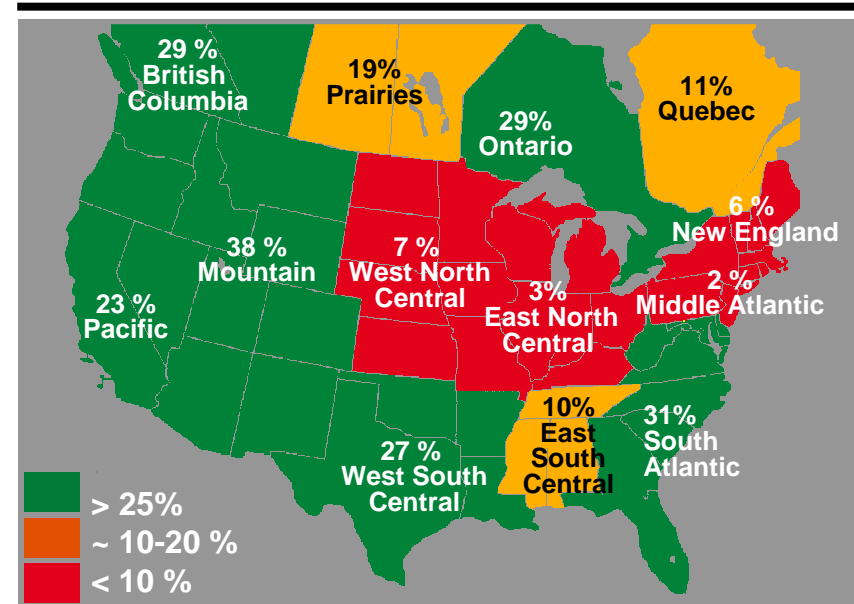 29 %
British
Columbia
19%
Prairies
11%
Quebec
29%
Ontario
6 %
New England
38 %
Mountain
7 %
West North
Central
2 %
Middle Atlantic
3%
East North
Central
23 %
Pacific
10%
East
South
Central
31%
South
Atlantic
27 %
West South
Central
> 25%
~ 10-20 %
< 10 %